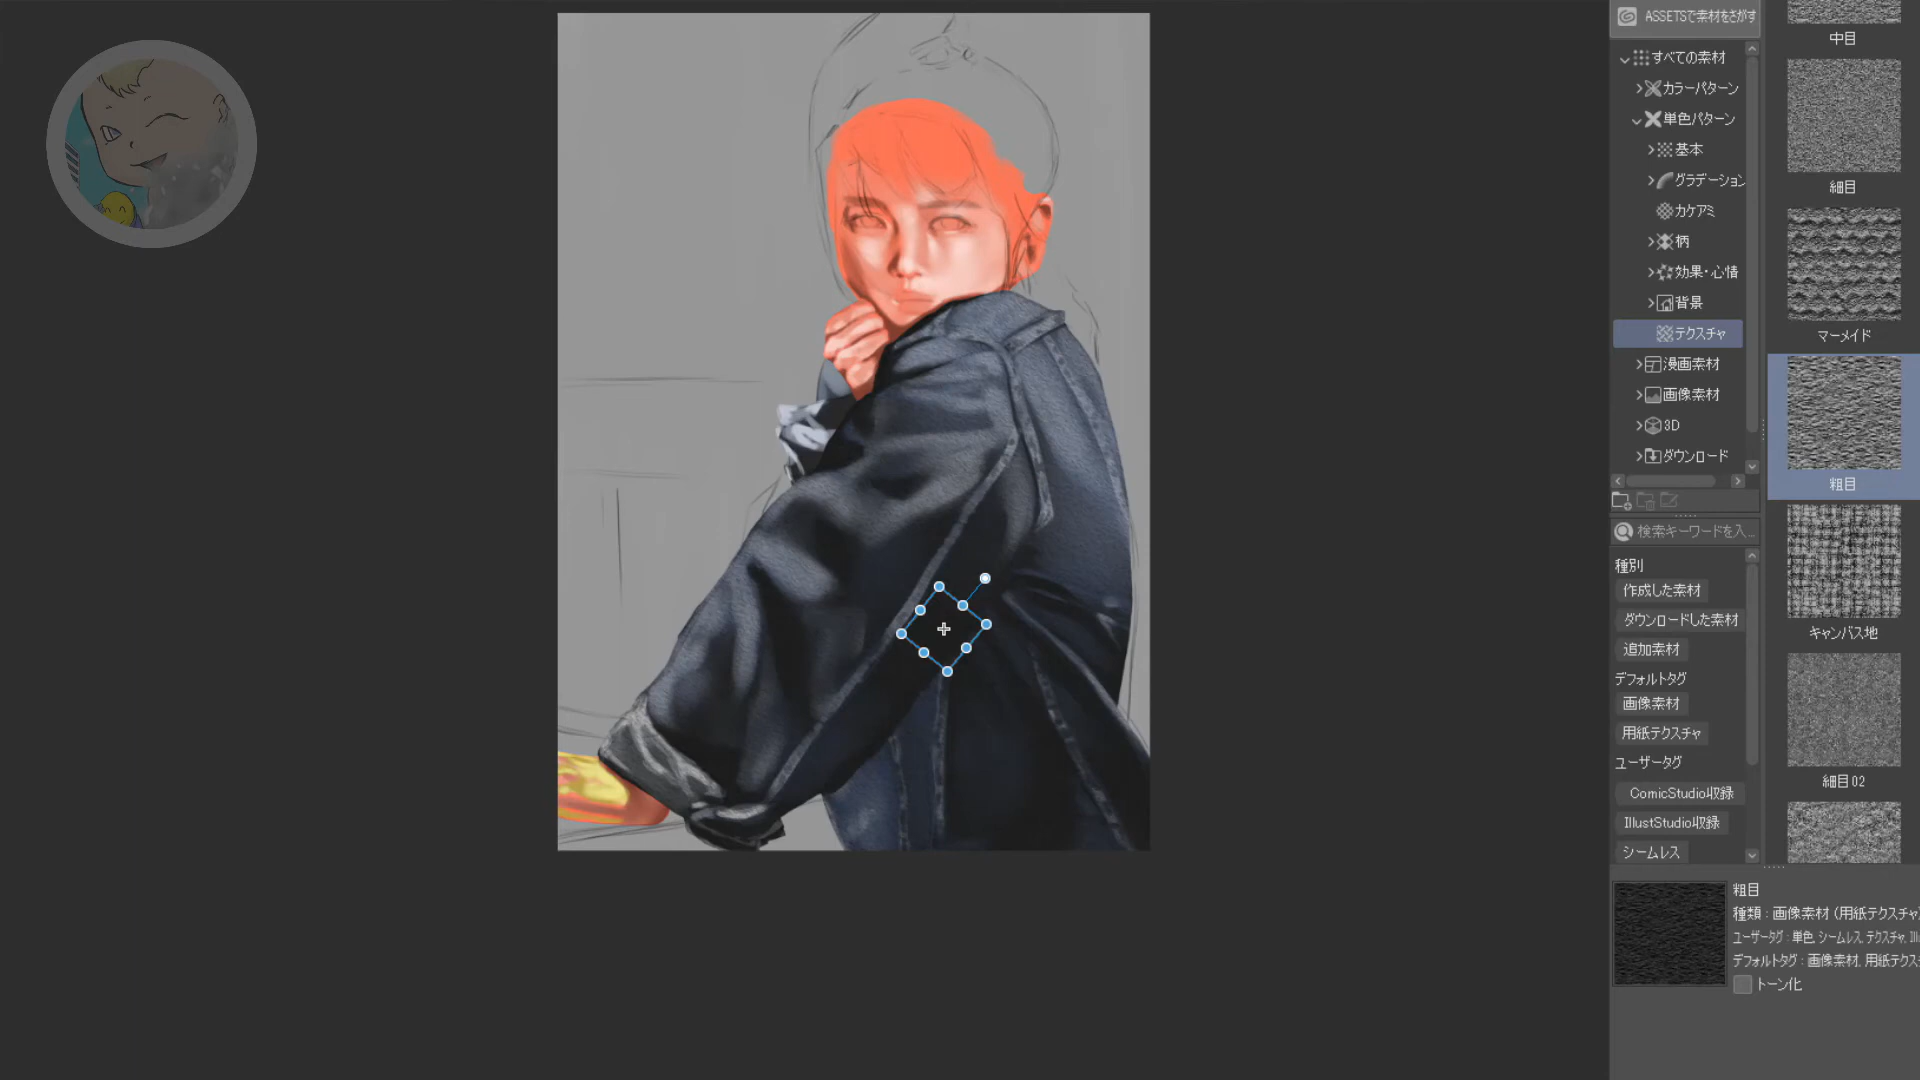 ASSETSで素材をさがす
すべての素材
カラーパターン
単色パターン
基本
グラデーション
カケアミ
柄
効果・心情
背景
テクスチャ
漫画素材
画像素材
3D
ダウンロード
検索キーワードを入...
種別
作成した素材
ダウンロードした素材
追加素材
デフォルトタグ
画像素材
用紙テクスチャ
ユーザータグ
ComicStudio収録
IllustStudio収録
シームレス
中目
細目
マーメイド
粗目
キャンバス地
細目02
粗目
種類：画像素材 (用紙テクスチャ)
ユーザータグ：単色, シームレス, テクスチャ,
デフォルトタグ：画像素材, 用紙テクス
トーン化